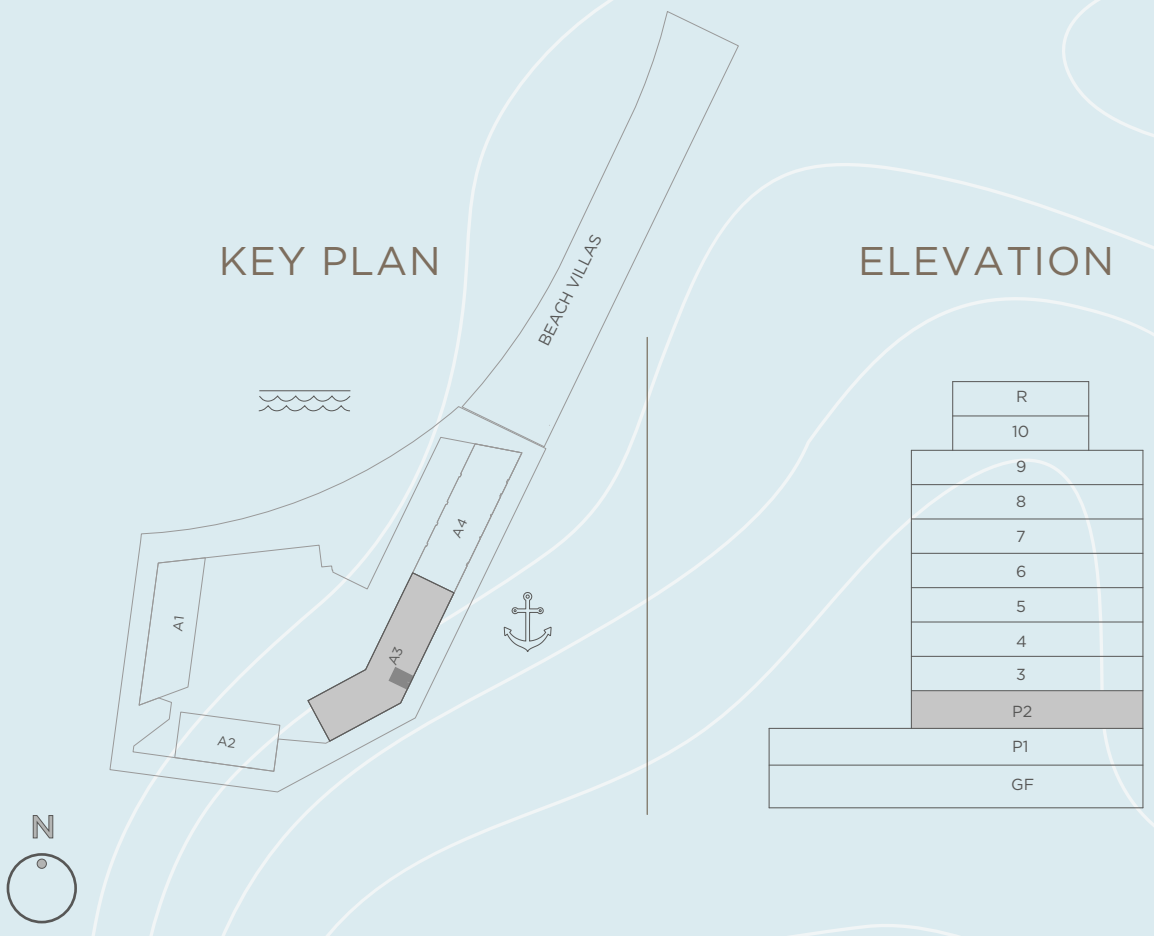 KEY PLAN
ELEVATION
BEACH VILLAS
A4
A3
A1
A2
N
R
10
9
8
7
6
5
4
3
P2
P1
GF